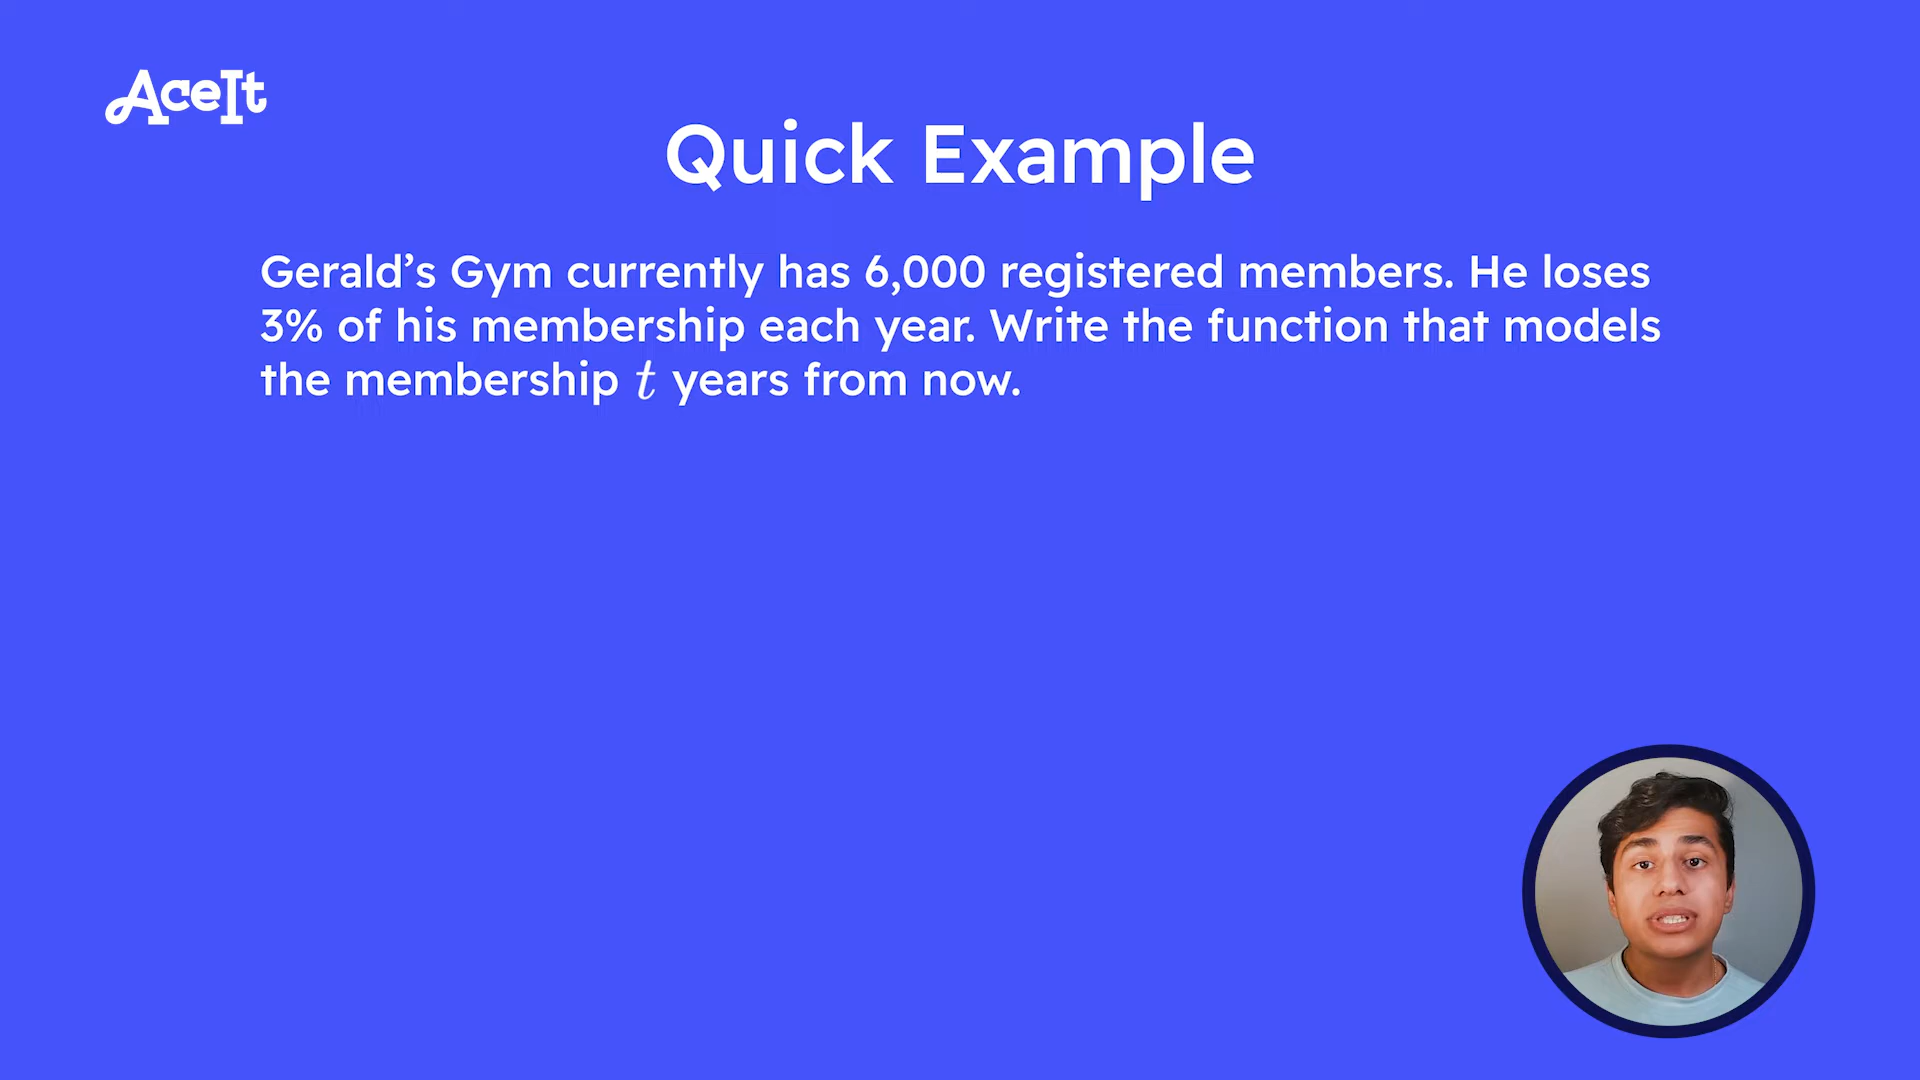 AceIt
Quick Example
Gerald’s Gym currently has 6,000 registered members. He loses
3% of his membership each year. Write the function that models
the membership t years from now.